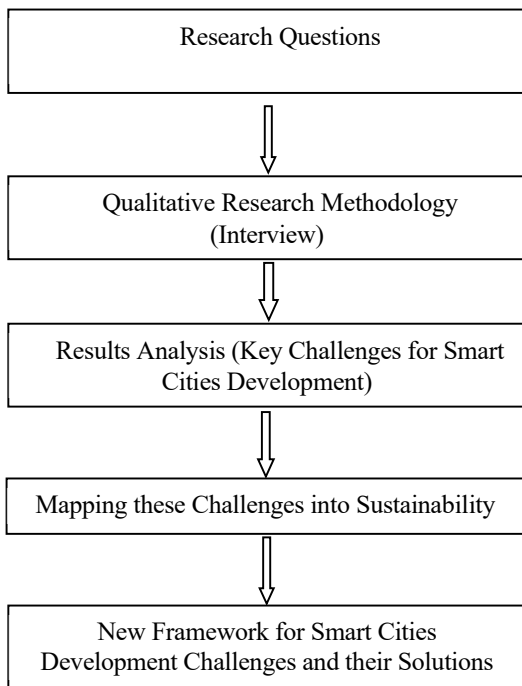 Research Questions
Qualitative Research Methodology
(Interview)
Results Analysis (Key Challenges for Smart
Cities Development)
Mapping these Challenges into Sustainability
New Framework for Smart Cities
Development Challenges and their Solutions